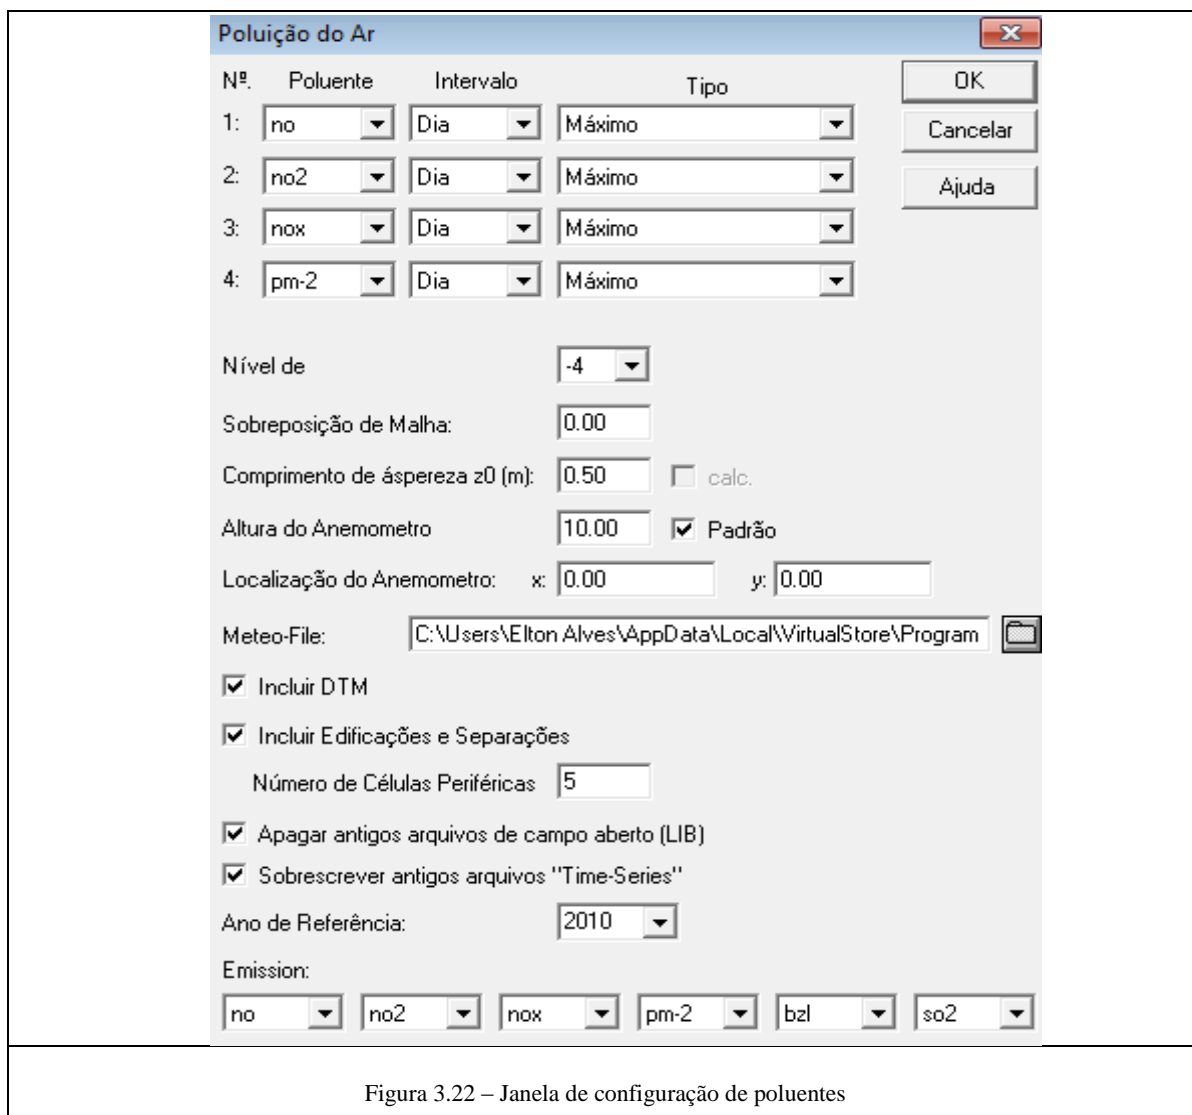 Poluição do Ar
Nº. Poluente Intervalo Tipo OK
1: no Dia Máximo Cancelar
2: no2 Dia Máximo Ajuda
3: nox Dia Máximo
4: pm-2 Dia Máximo
Nível de -4
Sobreposição de Malha: 0.00
Comprimento de áspereza z0 (m): 0.50 calc.
Altura do Anemometro 10.00 Padrão
Localização do Anemometro: x: 0.00 y: 0.00
Meteo-File: C:\Users\Elton Alves\AppData\Local\VirtualStore\Program
Incluir DTM
Incluir Edificações e Separações
Número de Células Periféricas 5
Apagar antigos arquivos de campo aberto (LIB)
Sobrescrever antigos arquivos "Time-Series"
Ano de Referência: 2010
Emission:
no no2 nox pm-2 bzl so2
Figura 3.22 – Janela de configuração de poluentes